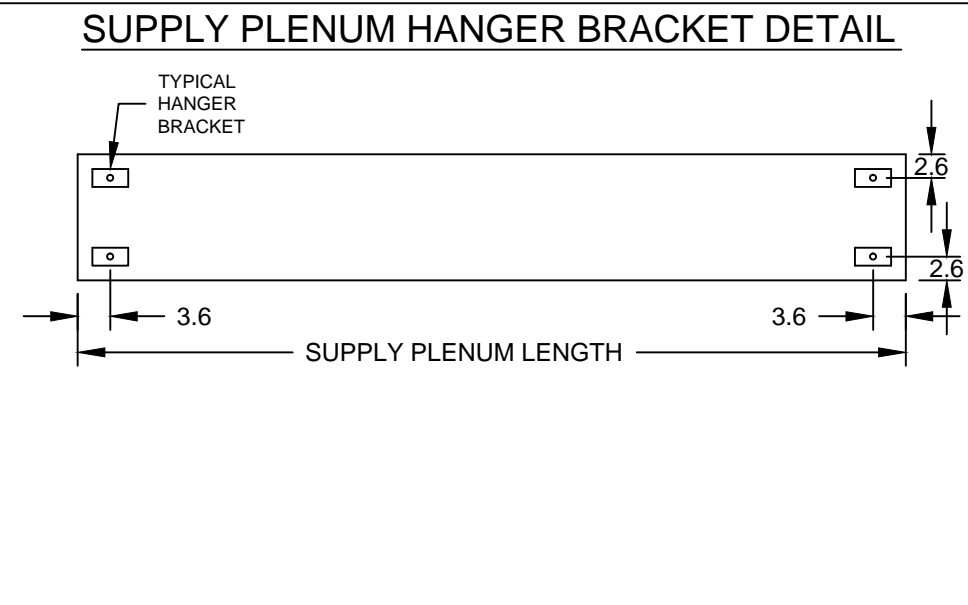 SUPPLY PLENUM HANGER BRACKET DETAIL
TYPICAL
HANGER
BRACKET
2.6
2.6
3.6
3.6
SUPPLY PLENUM LENGTH